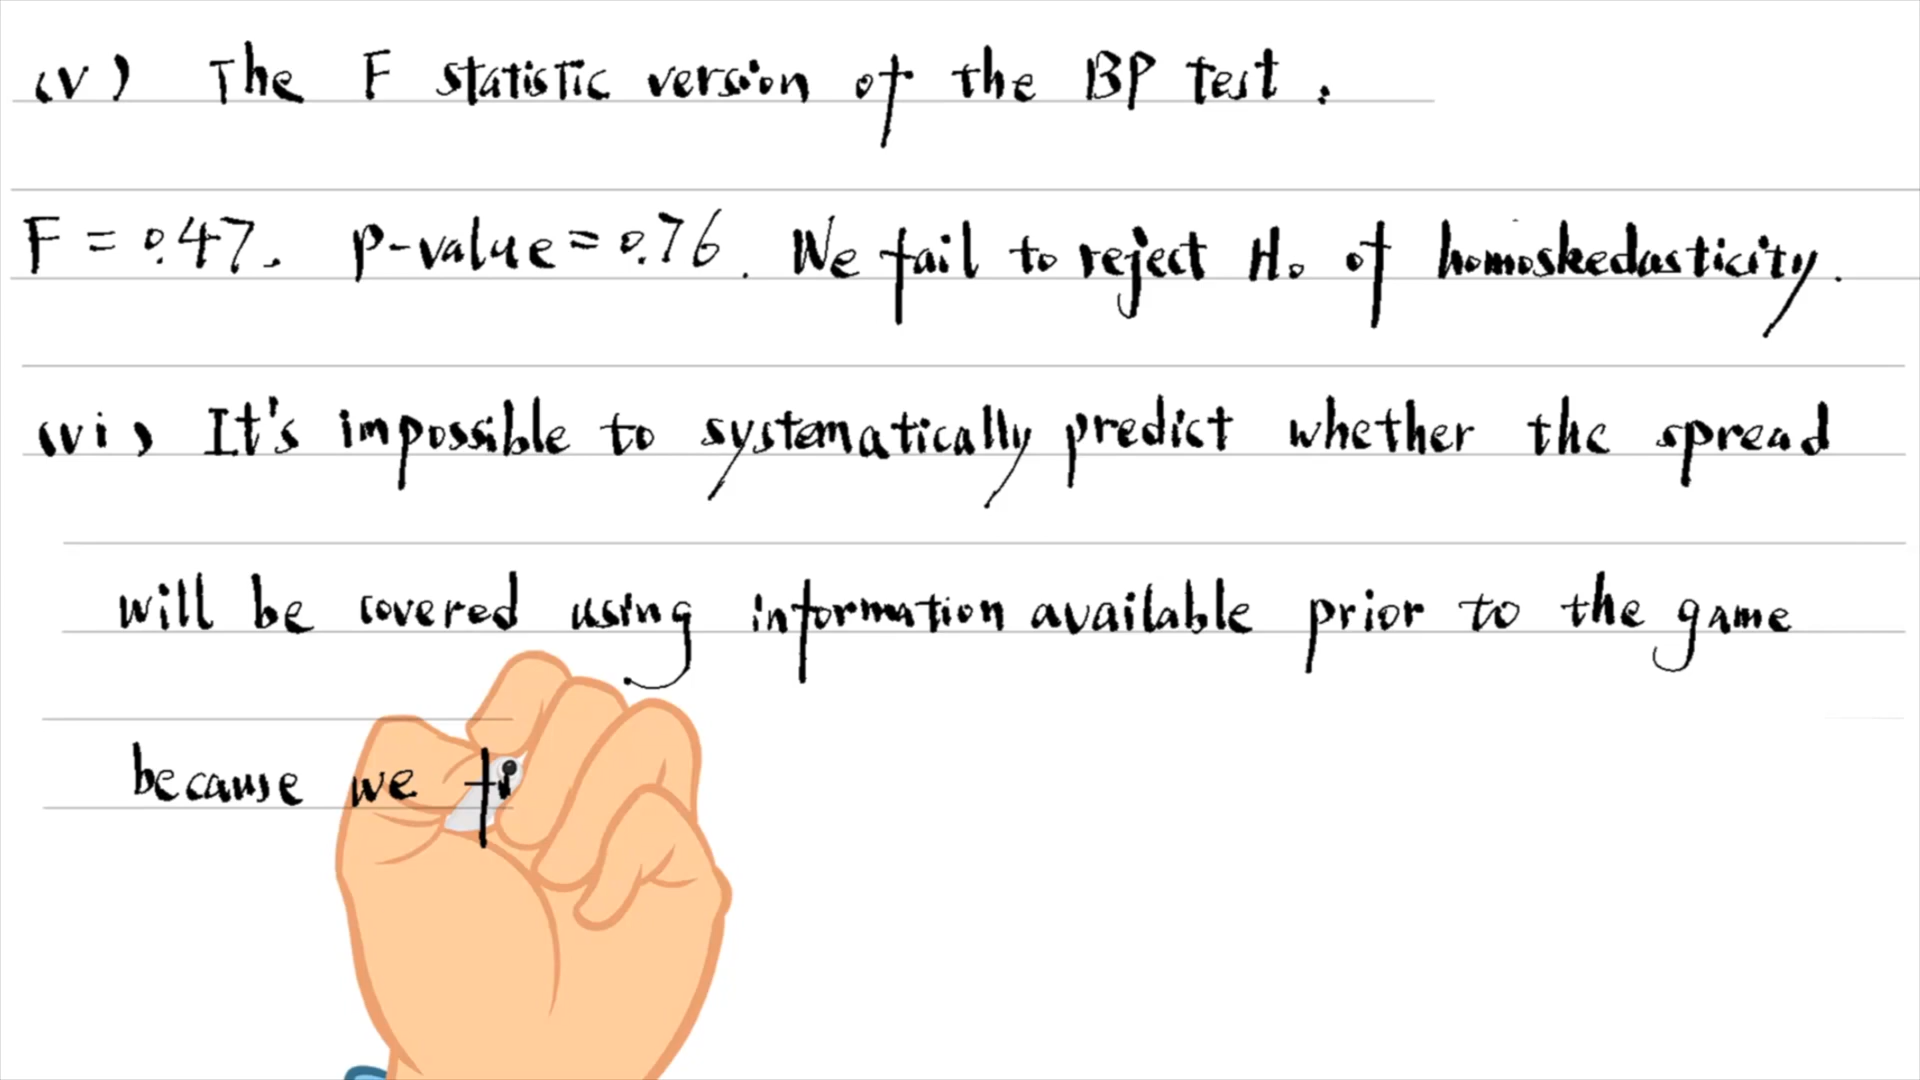 (V) The F statistic version of the BP test :
F = 0.47. p-value = 0.76. We fail to reject H₀ of homoskedasticity.
(vi) It's impossible to systematically predict whether the spread
will be covered using information available prior to the game
because we fi